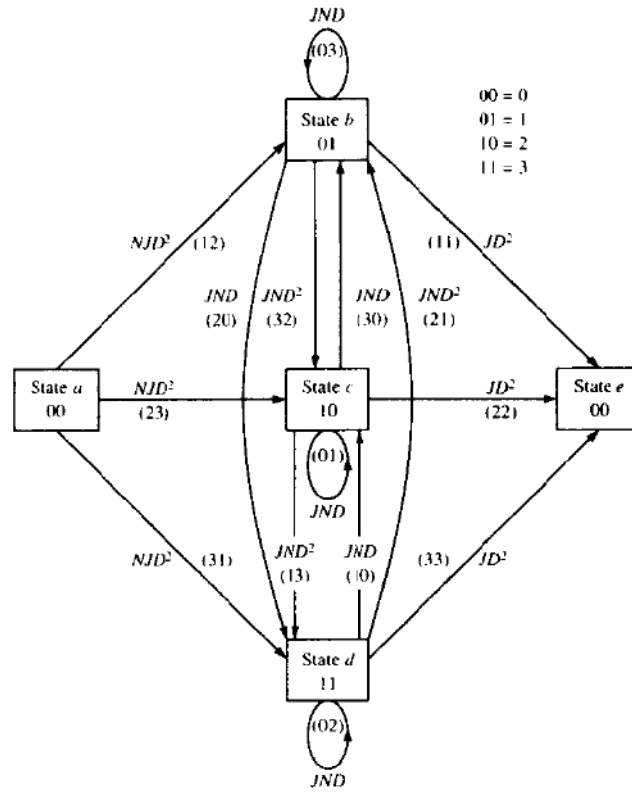 JND
(03)
State b
01
00 = 0
01 = 1
10 = 2
11 = 3
NJD² (12)
(11) JD²
JND JND² JND JND²
(20) (32) (30) (21)
State a
00
NJD²
(23)
State c
10
JD²
(22)
State e
00
(01)
JND
NJD² (31)
JND² JND
(13) (10)
(33) JD²
State d
11
(02)
JND